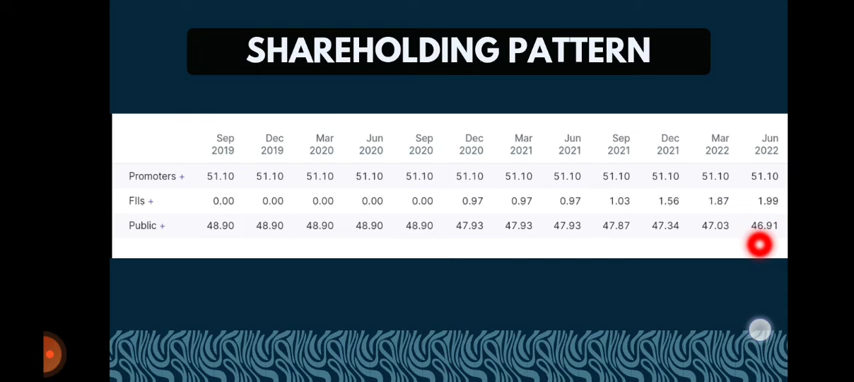 SHAREHOLDING PATTERN
Sep 2019 Dec 2019 Mar 2020 Jun 2020 Sep 2020 Dec 2020 Mar 2021 Jun 2021 Sep 2021 Dec 2021 Mar 2022 Jun 2022
Promoters + 51.10 51.10 51.10 51.10 51.10 51.10 51.10 51.10 51.10 51.10 51.10 51.10
FIIs + 0.00 0.00 0.00 0.00 0.00 0.97 0.97 0.97 1.03 1.56 1.87 1.99
Public + 48.90 48.90 48.90 48.90 48.90 47.93 47.93 47.93 47.87 47.34 47.03 46.91